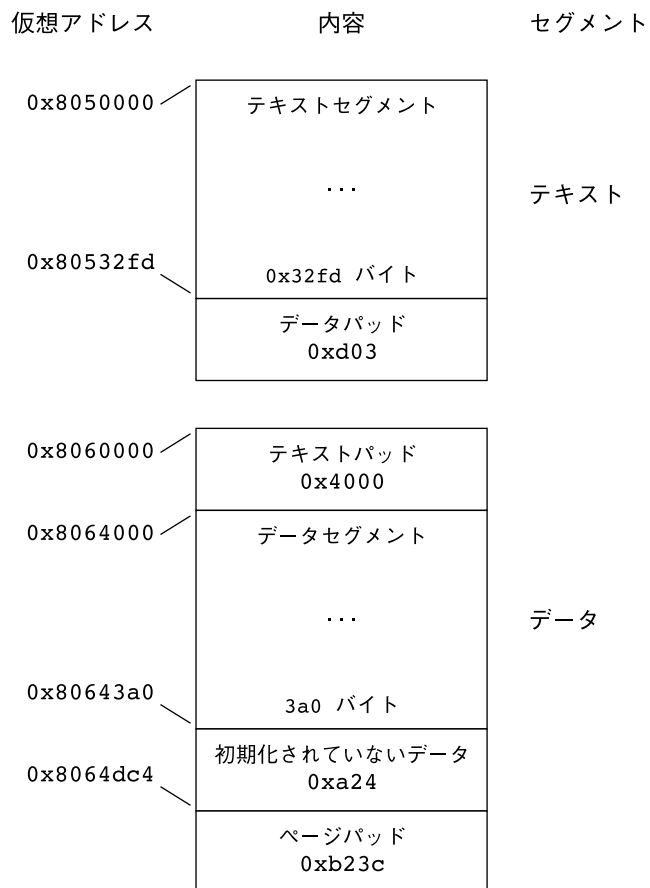 仮想アドレス 内容 セグメント
0x8050000
テキストセグメント
...
テキスト
0x80532fd
0x32fd バイト
データパッド
0xd03
0x8060000
テキストパッド
0x4000
0x8064000
データセグメント
...
データ
0x80643a0
3a0 バイト
初期化されていないデータ
0x8064dc4
0xa24
ページパッド
0xb23c